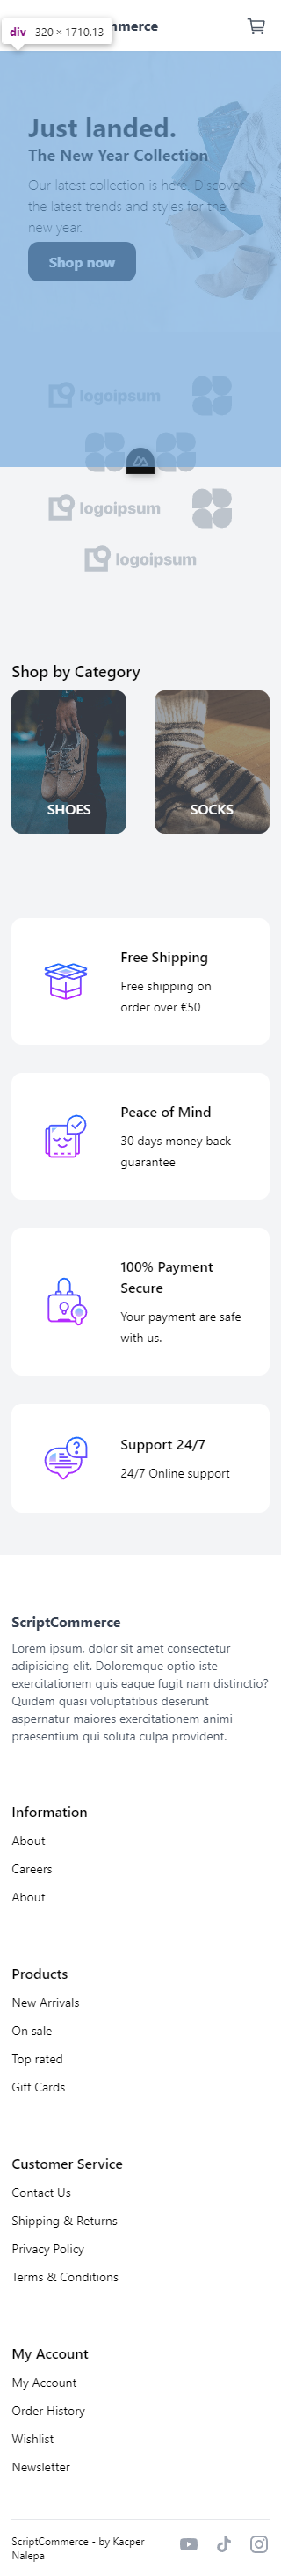 mmerce
div 320 × 1710.13
Just landed.
The New Year Collection
Our latest collection is here. Discover
the latest trends and styles for the
new year.
Shop now
logoipsum
logoipsum
logoipsum
Shop by Category
SHOES
SOCKS
Free Shipping
Free shipping on
order over €50
Peace of Mind
30 days money back
guarantee
100% Payment
Secure
Your payment are safe
with us.
Support 24/7
24/7 Online support
ScriptCommerce
Lorem ipsum, dolor sit amet consectetur
adipisicing elit. Doloremque optio iste
exercitationem quis eaque fugit nam distinctio?
Quidem quasi voluptatibus deserunt
aspernatur maiores exercitationem animi
praesentium qui soluta culpa provident.
Information
About
Careers
About
Products
New Arrivals
On sale
Top rated
Gift Cards
Customer Service
Contact Us
Shipping & Returns
Privacy Policy
Terms & Conditions
My Account
My Account
Order History
Wishlist
Newsletter
ScriptCommerce - by Kacper
Nalepa